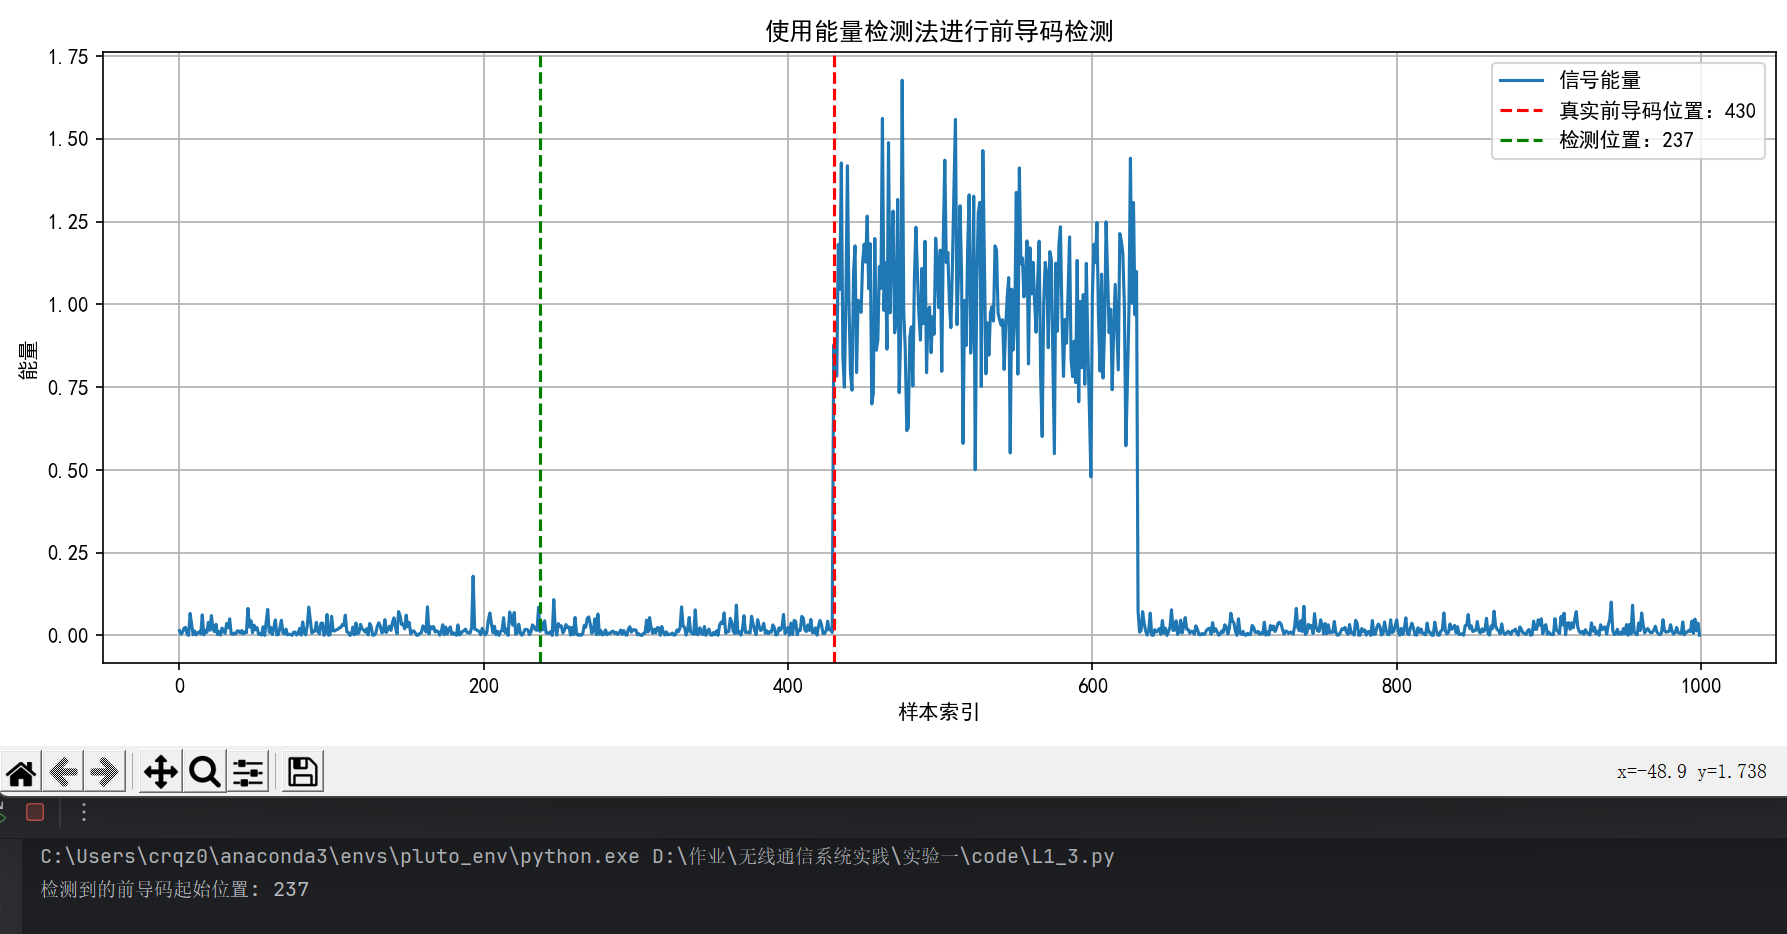 使用能量检测法进行前导码检测
1.75
1.50
1.25
1.00
0.75
0.50
0.25
0.00
能量
信号能量
真实前导码位置: 430
检测位置: 237
0 200 400 600 800 1000
样本索引
x=-48.9 y=1.738
C:\Users\crqz0\anaconda3\envs\pluto_env\python.exe D:\作业\无线通信系统实践\实验一\code\L1_3.py
检测到的前导码起始位置: 237